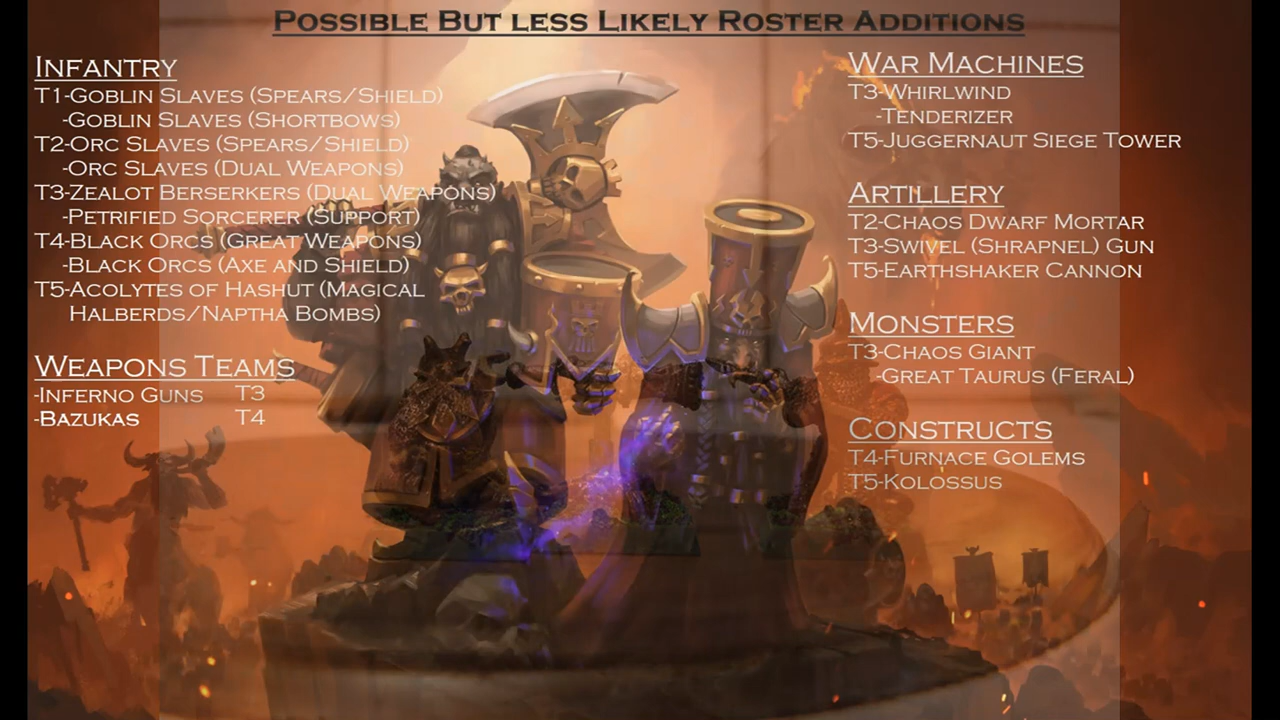 Possible But less Likely Roster Additions
Infantry
T1-Goblin Slaves (Spears/Shield)
-Goblin Slaves (Shortbows)
T2-Orc Slaves (Spears/Shield)
-Orc Slaves (Dual Weapons)
T3-Zealot Berserkers (Dual Weapons)
-Petrified Sorcerer (Support)
T4-Black Orcs (Great Weapons)
-Black Orcs (Axe and Shield)
T5-Acolytes of Hashut (Magical
Halberds/Naptha Bombs)
Weapons Teams
-Inferno Guns T3
-Bazukas T4
War Machines
T3-Whirlwind
-Tenderizer
T5-Juggernaut Siege Tower
Artillery
T2-Chaos Dwarf Mortar
T3-Swivel (Shrapnel) Gun
T5-Earthshaker Cannon
Monsters
T3-Chaos Giant
-Great Taurus (Feral)
Constructs
T4-Furnace Golems
T5-Kolossus